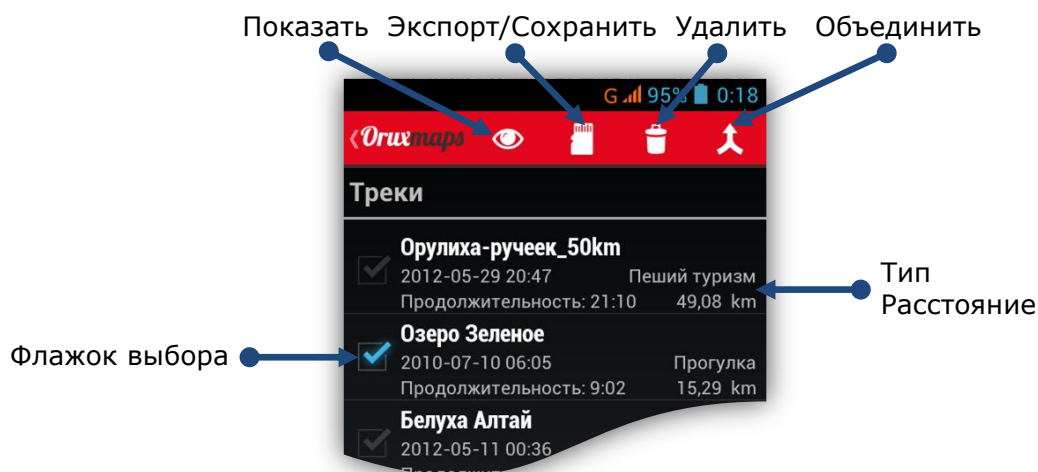 Показать Экспорт/Сохранить Удалить Объединить
G 95% 0:18
Oruxmaps
Треки
Орулиха-ручеек_50km
2012-05-29 20:47 Пеший туризм
Продолжительность: 21:10 49,08 km
Тип
Расстояние
Озеро Зеленое
Флажок выбора
2010-07-10 06:05 Прогулка
Продолжительность: 9:02 15,29 km
Белуха Алтай
2012-05-11 00:36